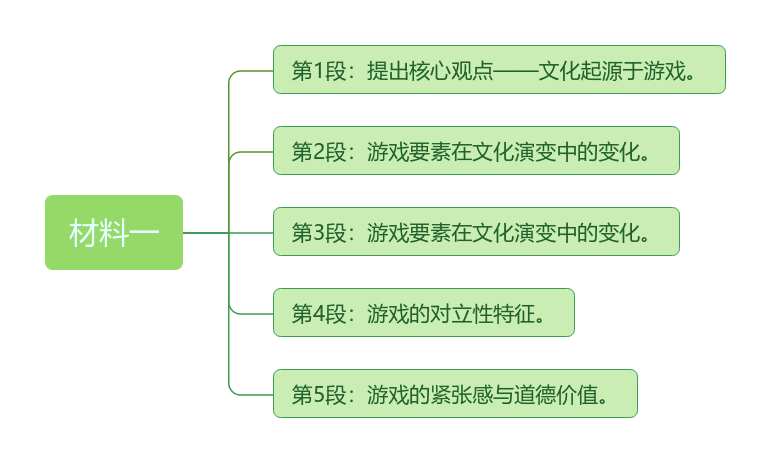 第1段：提出核心观点——文化起源于游戏。
第2段：游戏要素在文化演变中的变化。
材料一
第3段：游戏要素在文化演变中的变化。
第4段：游戏的对立性特征。
第5段：游戏的紧张感与道德价值。